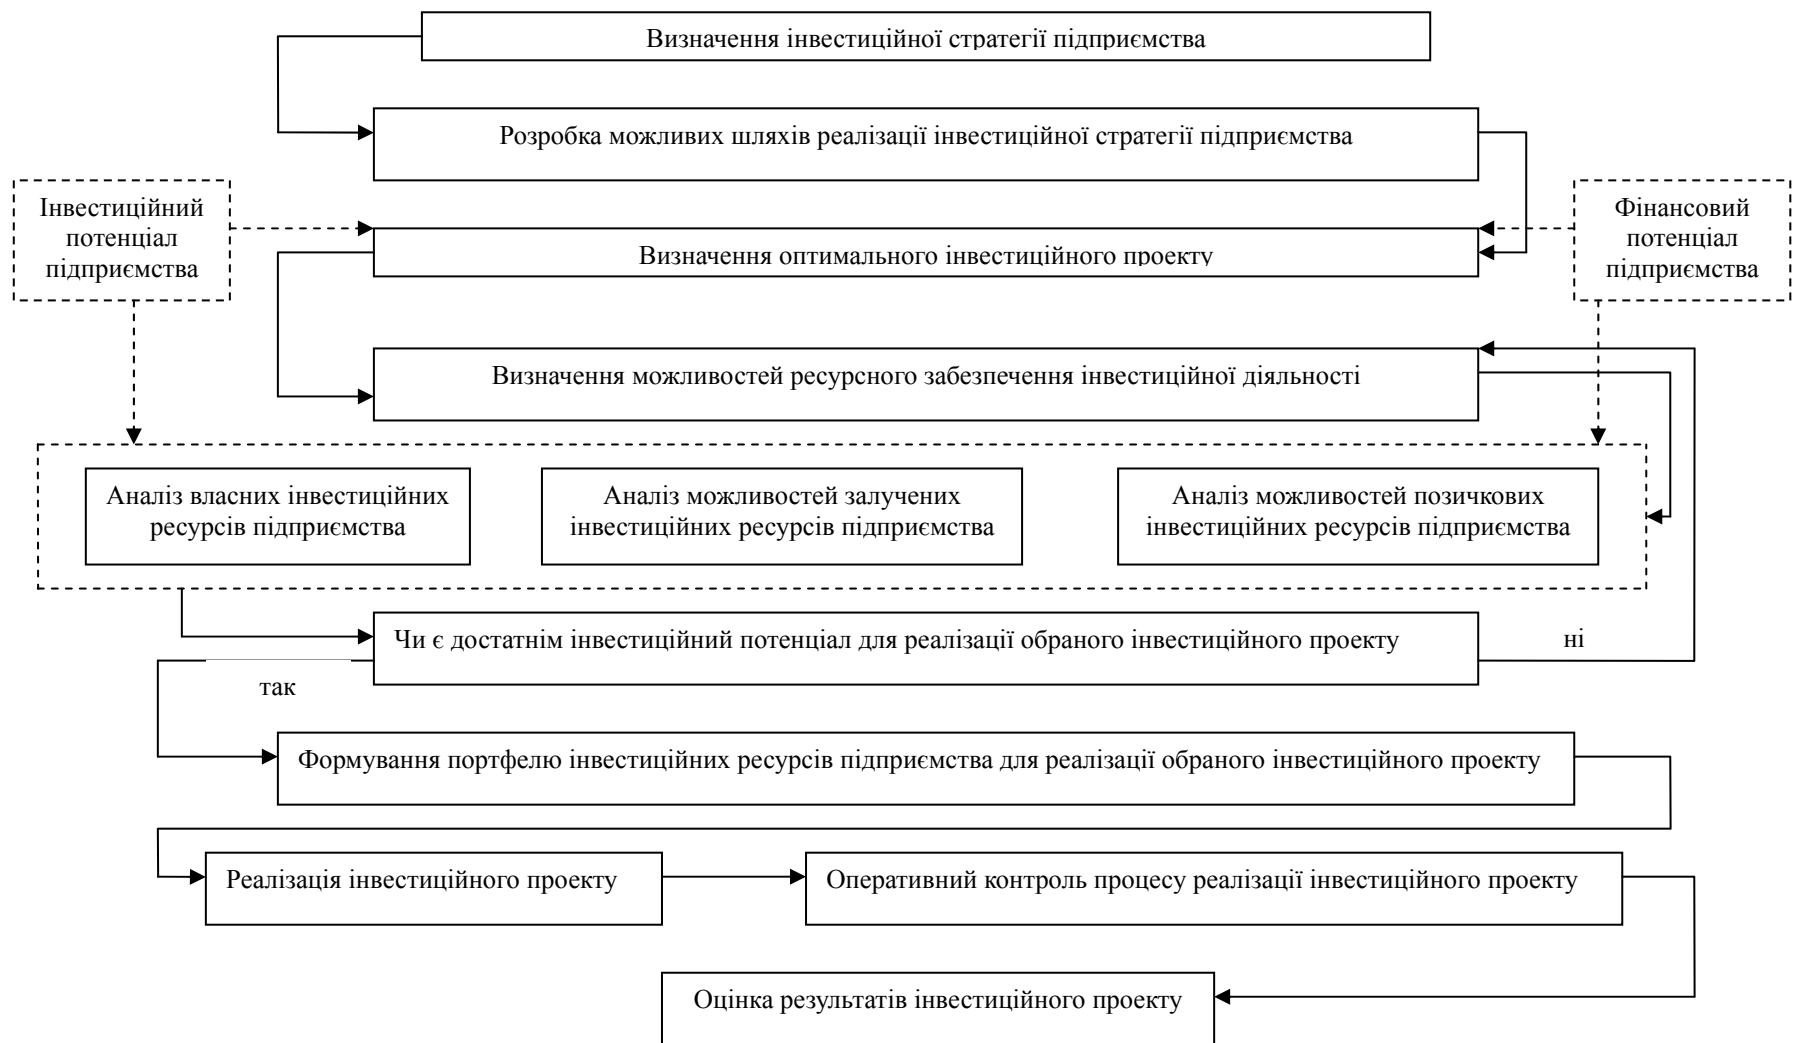 Визначення інвестиційної стратегії підприємства
Розробка можливих шляхів реалізації інвестиційної стратегії підприємства
Інвестиційний
потенціал
підприємства
Фінансовий
потенціал
підприємства
Визначення оптимального інвестиційного проекту
Визначення можливостей ресурсного забезпечення інвестиційної діяльності
Аналіз власних інвестиційних
ресурсів підприємства
Аналіз можливостей залучених
інвестиційних ресурсів підприємства
Аналіз можливостей позичкових
інвестиційних ресурсів підприємства
Чи є достатнім інвестиційний потенціал для реалізації обраного інвестиційного проекту
ні
так
Формування портфелю інвестиційних ресурсів підприємства для реалізації обраного інвестиційного проекту
Реалізація інвестиційного проекту
Оперативний контроль процесу реалізації інвестиційного проекту
Оцінка результатів інвестиційного проекту